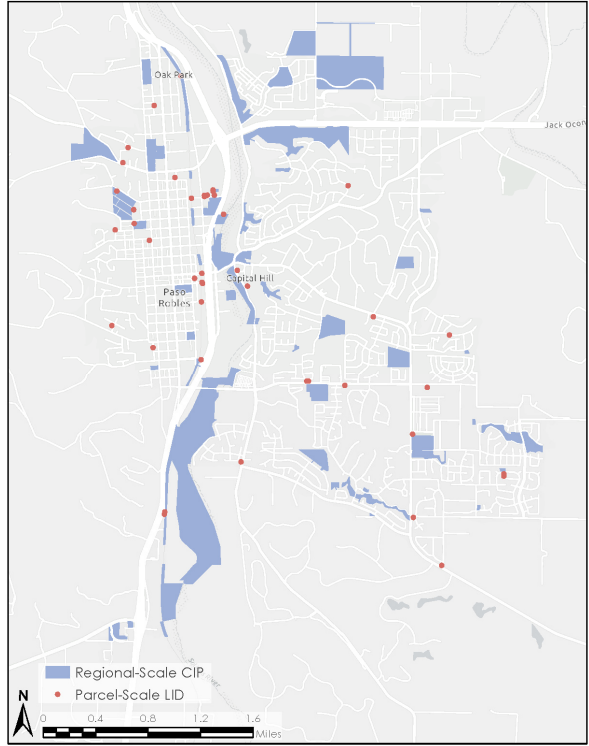 Oak Park
Jack Ocon
Capital Hill
Paso
Robles
Regional-Scale CIP
Parcel-Scale LID
N
0 0.4 0.8 1.2 1.6
Miles